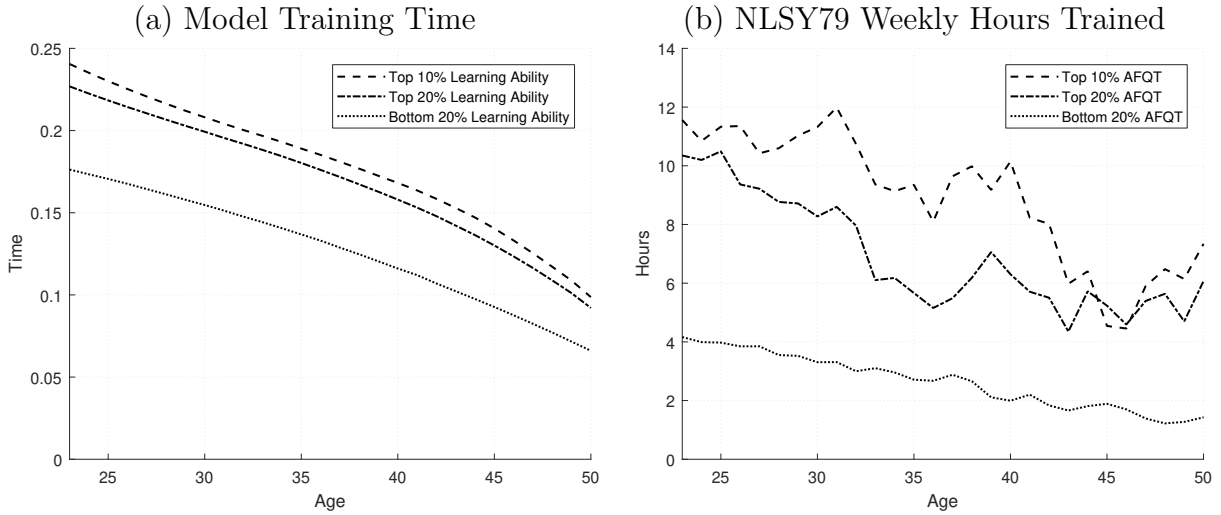 (a) Model Training Time
0.25
0.2
0.15
0.1
0.05
0
Time
25 30 35 40 45 50
Age
Top 10% Learning Ability
Top 20% Learning Ability
Bottom 20% Learning Ability
(b) NLSY79 Weekly Hours Trained
14
12
10
8
6
4
2
0
Hours
25 30 35 40 45 50
Age
Top 10% AFQT
Top 20% AFQT
Bottom 20% AFQT